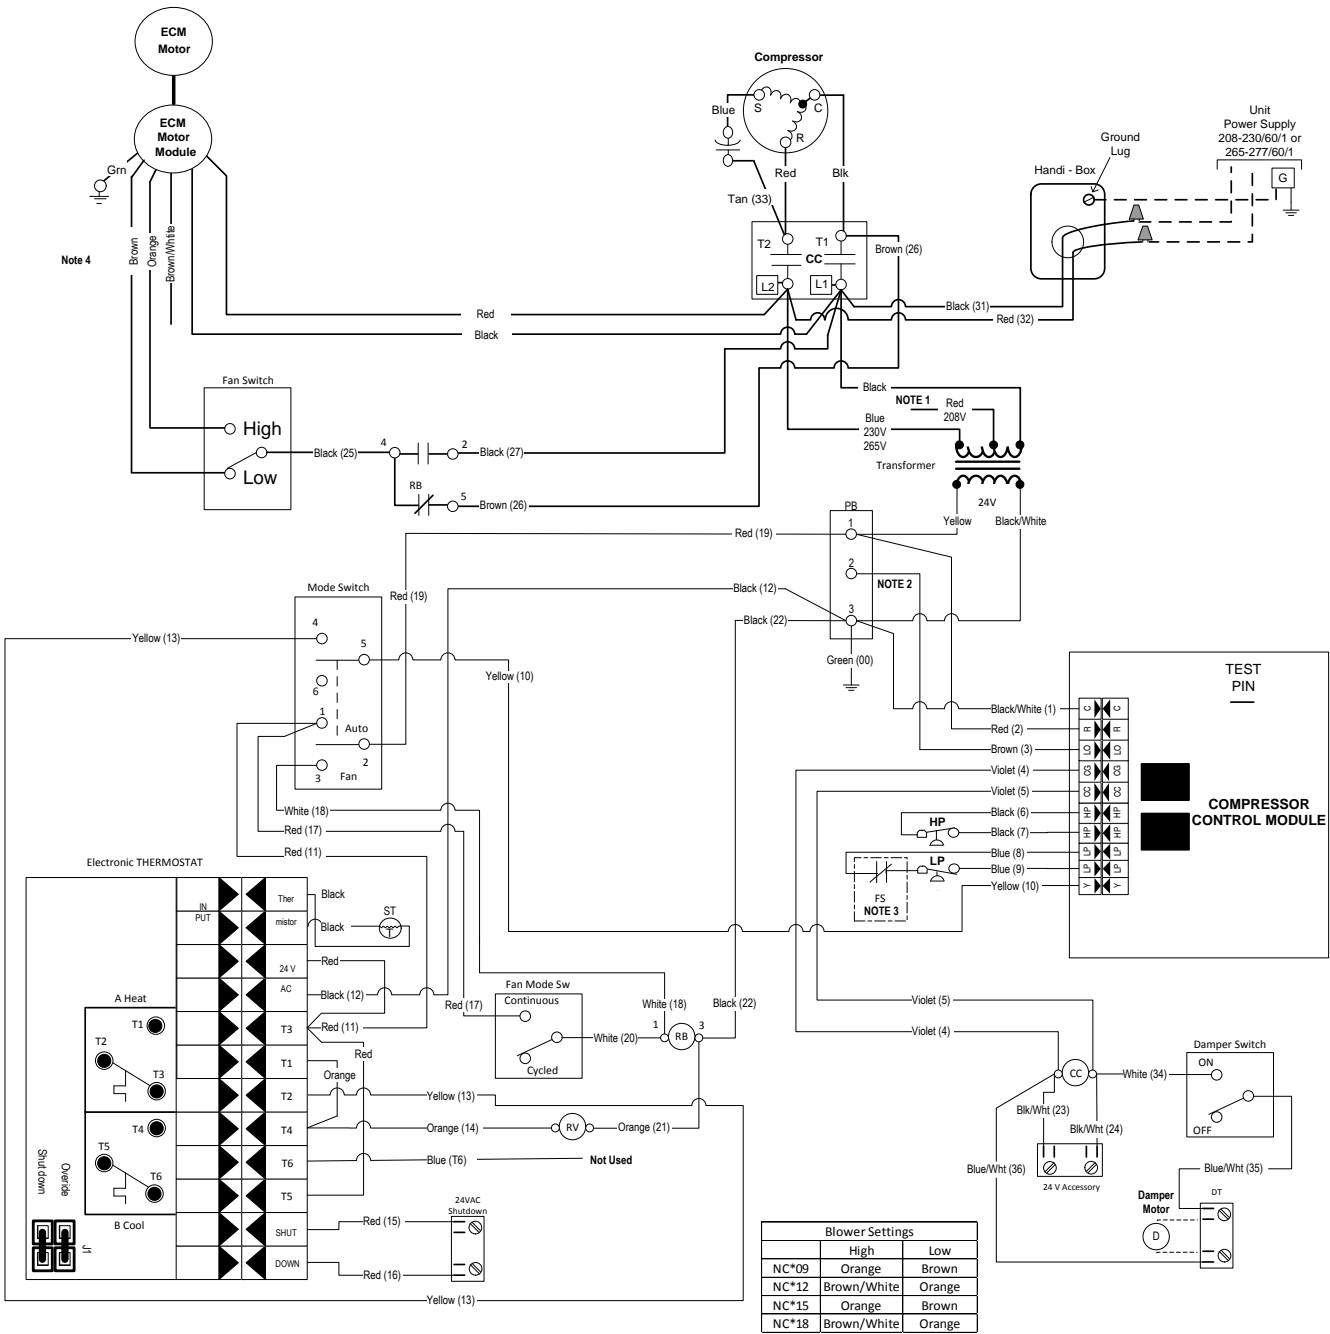 ECM
Motor
ECM
Motor
Module
Grn
Note 4
Brown
Orange
Brown/Whtite
Compressor
Blue
S
C
R
Red
Blk
Tan (33)
T2
T1
CC
L2
L1
Brown (26)
Unit
Power Supply
208-230/60/1 or
265-277/60/1
Ground
Lug
Handi - Box
G
Red
Black
Black (31)
Red (32)
Fan Switch
High
Low
Black (25)
4
2
Black (27)
RB
5
Brown (26)
Black
NOTE 1
Red
208V
Blue
230V
265V
Transformer
24V
Yellow
Black/White
PB
1
2
3
NOTE 2
Red (19)
Black (12)
Black (22)
Green (00)
Mode Switch
Red (19)
Yellow (13)
4
5
6
1
Auto
2
3
Fan
Yellow (10)
White (18)
Red (17)
Red (11)
TEST
PIN
COMPRESSOR
CONTROL MODULE
Black/White (1)
C
C
Red (2)
R
R
Brown (3)
LO
LO
Violet (4)
CG
CG
Violet (5)
CC
CC
Black (6)
HP
HP
Black (7)
HP
HP
Blue (8)
LP
LP
Blue (9)
LP
LP
Yellow (10)
Y
Y
HP
LP
FS
NOTE 3
Electronic THERMOSTAT
IN
PUT
Ther
mistor
24 V
AC
T3
T1
T2
T4
T6
T5
SHUT
DOWN
Black
Black
ST
Red
Black (12)
Red (11)
Red
Orange
Yellow (13)
Orange (14)
RV
Orange (21)
Blue (T6)
Not Used
Red (15)
Red (16)
24VAC
Shutdown
Yellow (13)
A Heat
T1
T2
T3
T4
T5
T6
B Cool
Shut down
Override
J1
Red (17)
Fan Mode Sw
Continuous
Cycled
White (20)
White (18)
1
RB
3
Black (22)
Violet (5)
Violet (4)
CC
White (34)
Damper Switch
ON
OFF
Blk/Wht (23)
Blk/Wht (24)
24 V Accessory
Blue/Wht (36)
Blue/Wht (35)
Damper
Motor
D
DT
Blower Settings
High Low
NC*09 Orange Brown
NC*12 Brown/White Orange
NC*15 Orange Brown
NC*18 Brown/White Orange